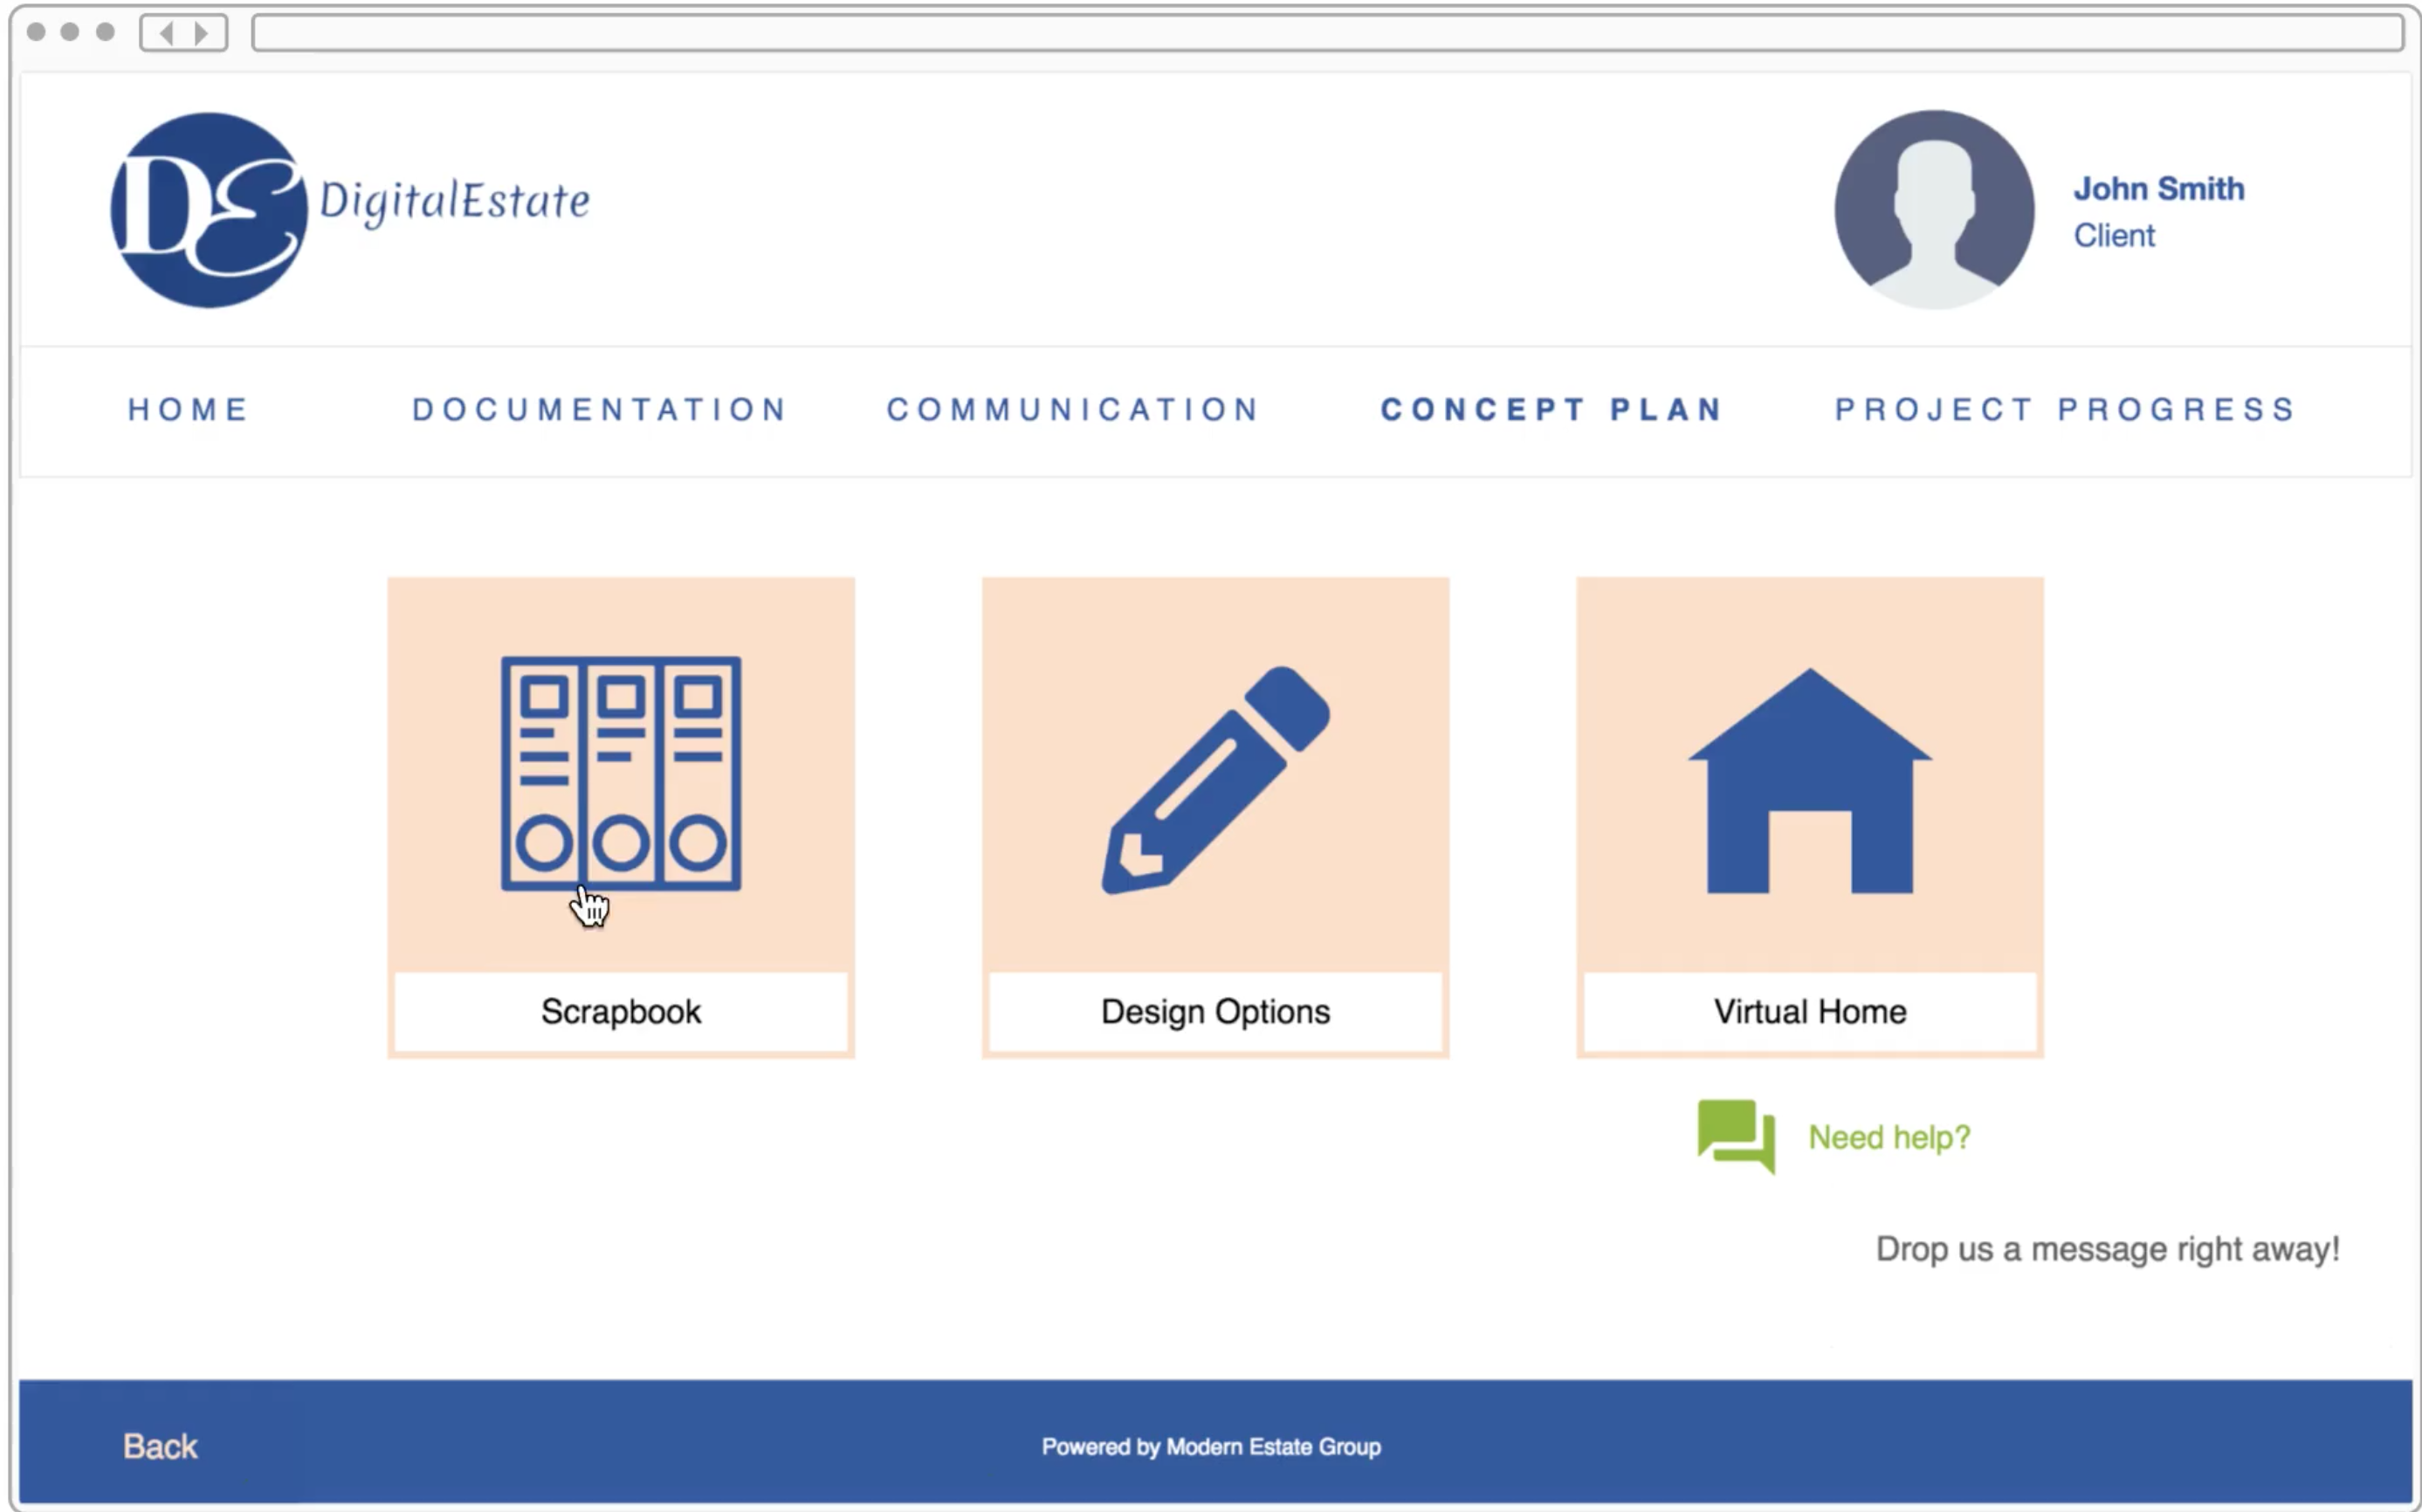 DE DigitalEstate
John Smith
Client
HOME DOCUMENTATION COMMUNICATION CONCEPT PLAN PROJECT PROGRESS
Scrapbook Design Options Virtual Home
Need help?
Drop us a message right away!
Back Powered by Modern Estate Group